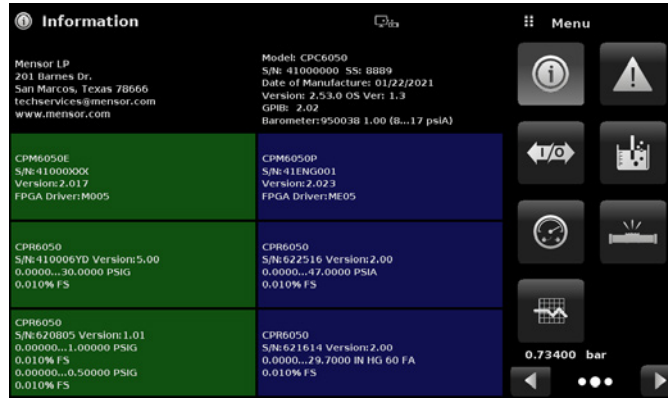 Information
Menu
Mensor LP
201 Barnes Dr.
San Marcos, Texas 78666
techservices@mensor.com
www.mensor.com
Model: CPC6050
S/N: 41000000 SS: 8889
Date of Manufacture: 01/22/2021
Version: 2.53.0 OS Ver: 1.3
GPIB: 2.02
Barometer:950038 1.00 (8...17 psiA)
CPM6050E
S/N:41000XXX
Version:2.017
FPGA Driver:M005
CPM6050P
S/N:41ENG001
Version:2.023
FPGA Driver:ME05
CPR6050
S/N:410006YD Version:5.00
0.0000...30.0000 PSIG
0.010% FS
CPR6050
S/N:622516 Version:2.00
0.0000...47.0000 PSIA
0.010% FS
CPR6050
S/N:620805 Version:1.01
0.00000...1.00000 PSIG
0.010% FS
0.00000...0.50000 PSIG
0.010% FS
CPR6050
S/N:621614 Version:2.00
0.0000...29.7000 IN HG 60 FA
0.010% FS
I/O
0.73400 bar